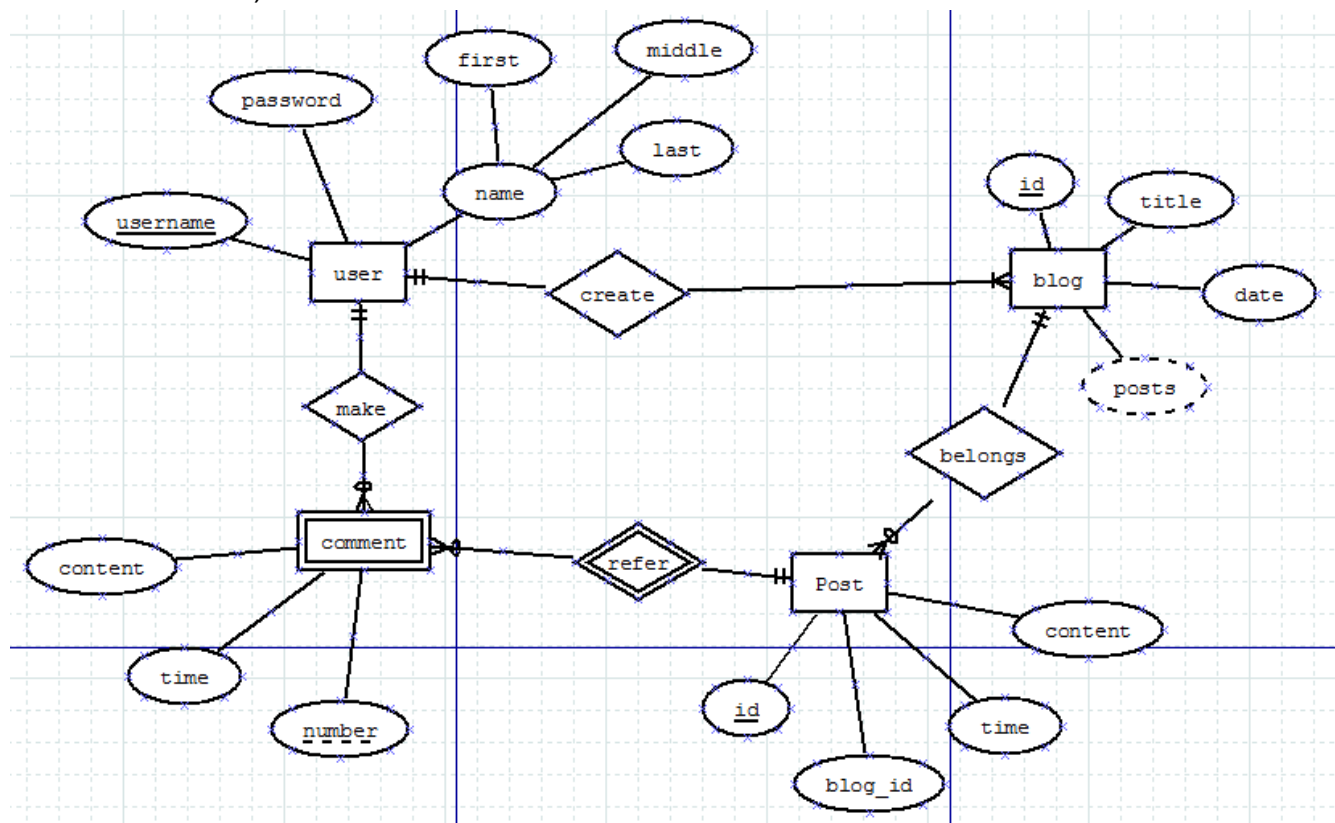 first
middle
password
last
name
id
title
username
user
create
blog
date
posts
make
belongs
comment
refer
content
Post
content
time
id
number
time
blog_id